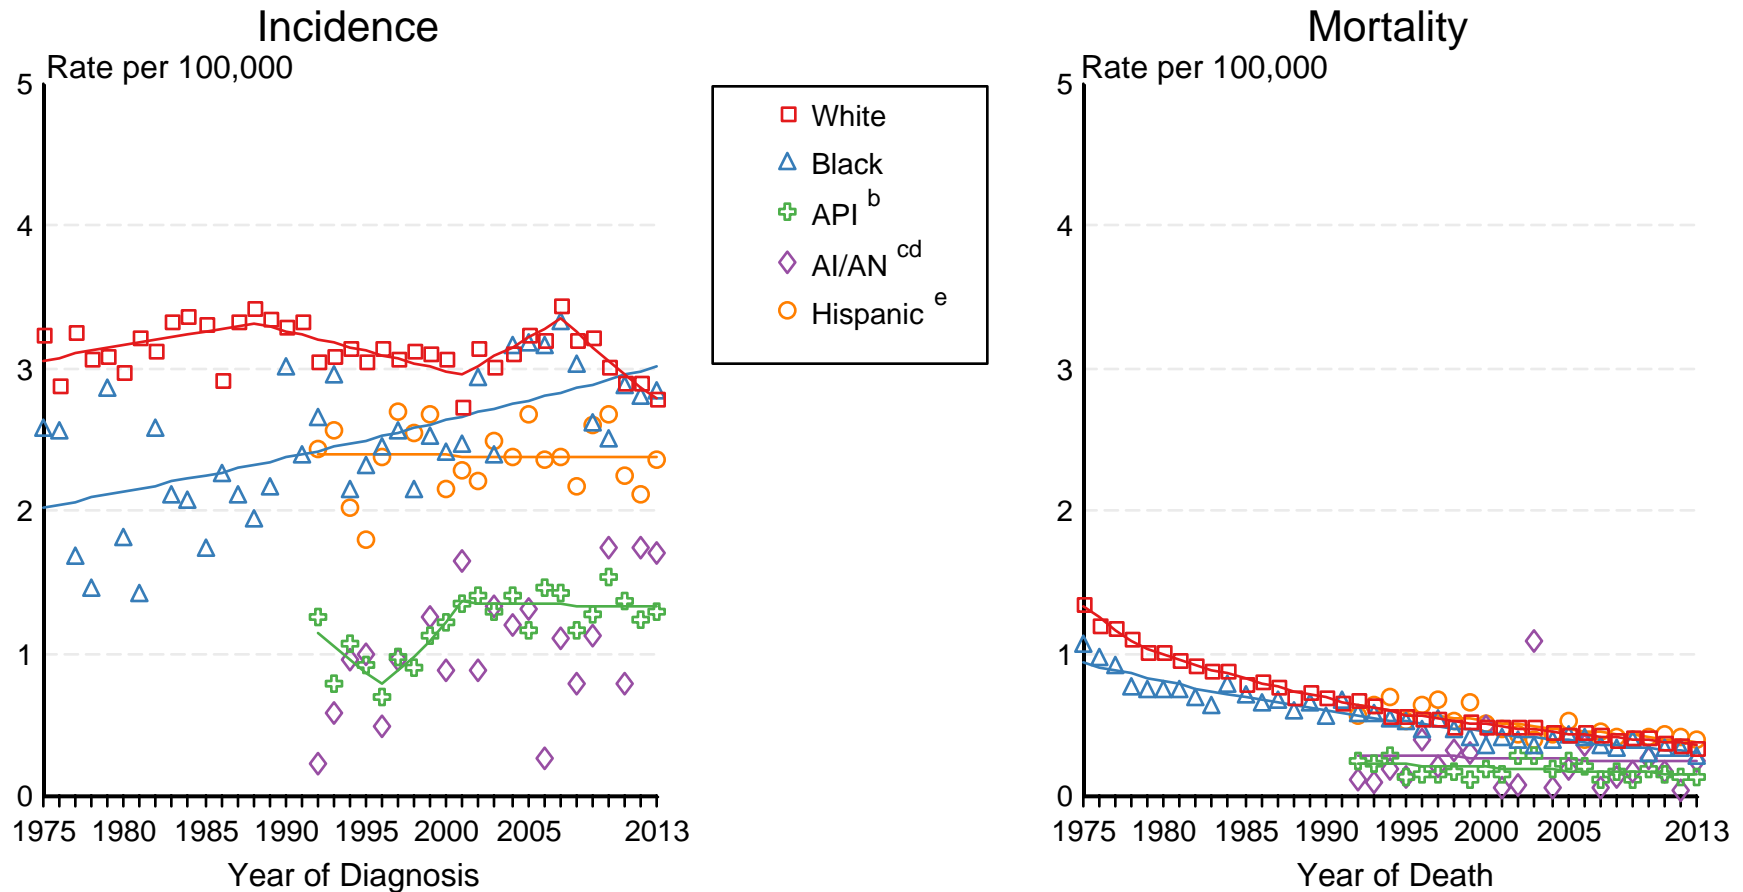 Incidence
Rate per 100,000
5
4
3
2
1
0
1975 1980 1985 1990 1995 2000 2005 2013
Year of Diagnosis
White
Black
API b
AI/AN cd
Hispanic e
Mortality
Rate per 100,000
5
4
3
2
1
0
1975 1980 1985 1990 1995 2000 2005 2013
Year of Death